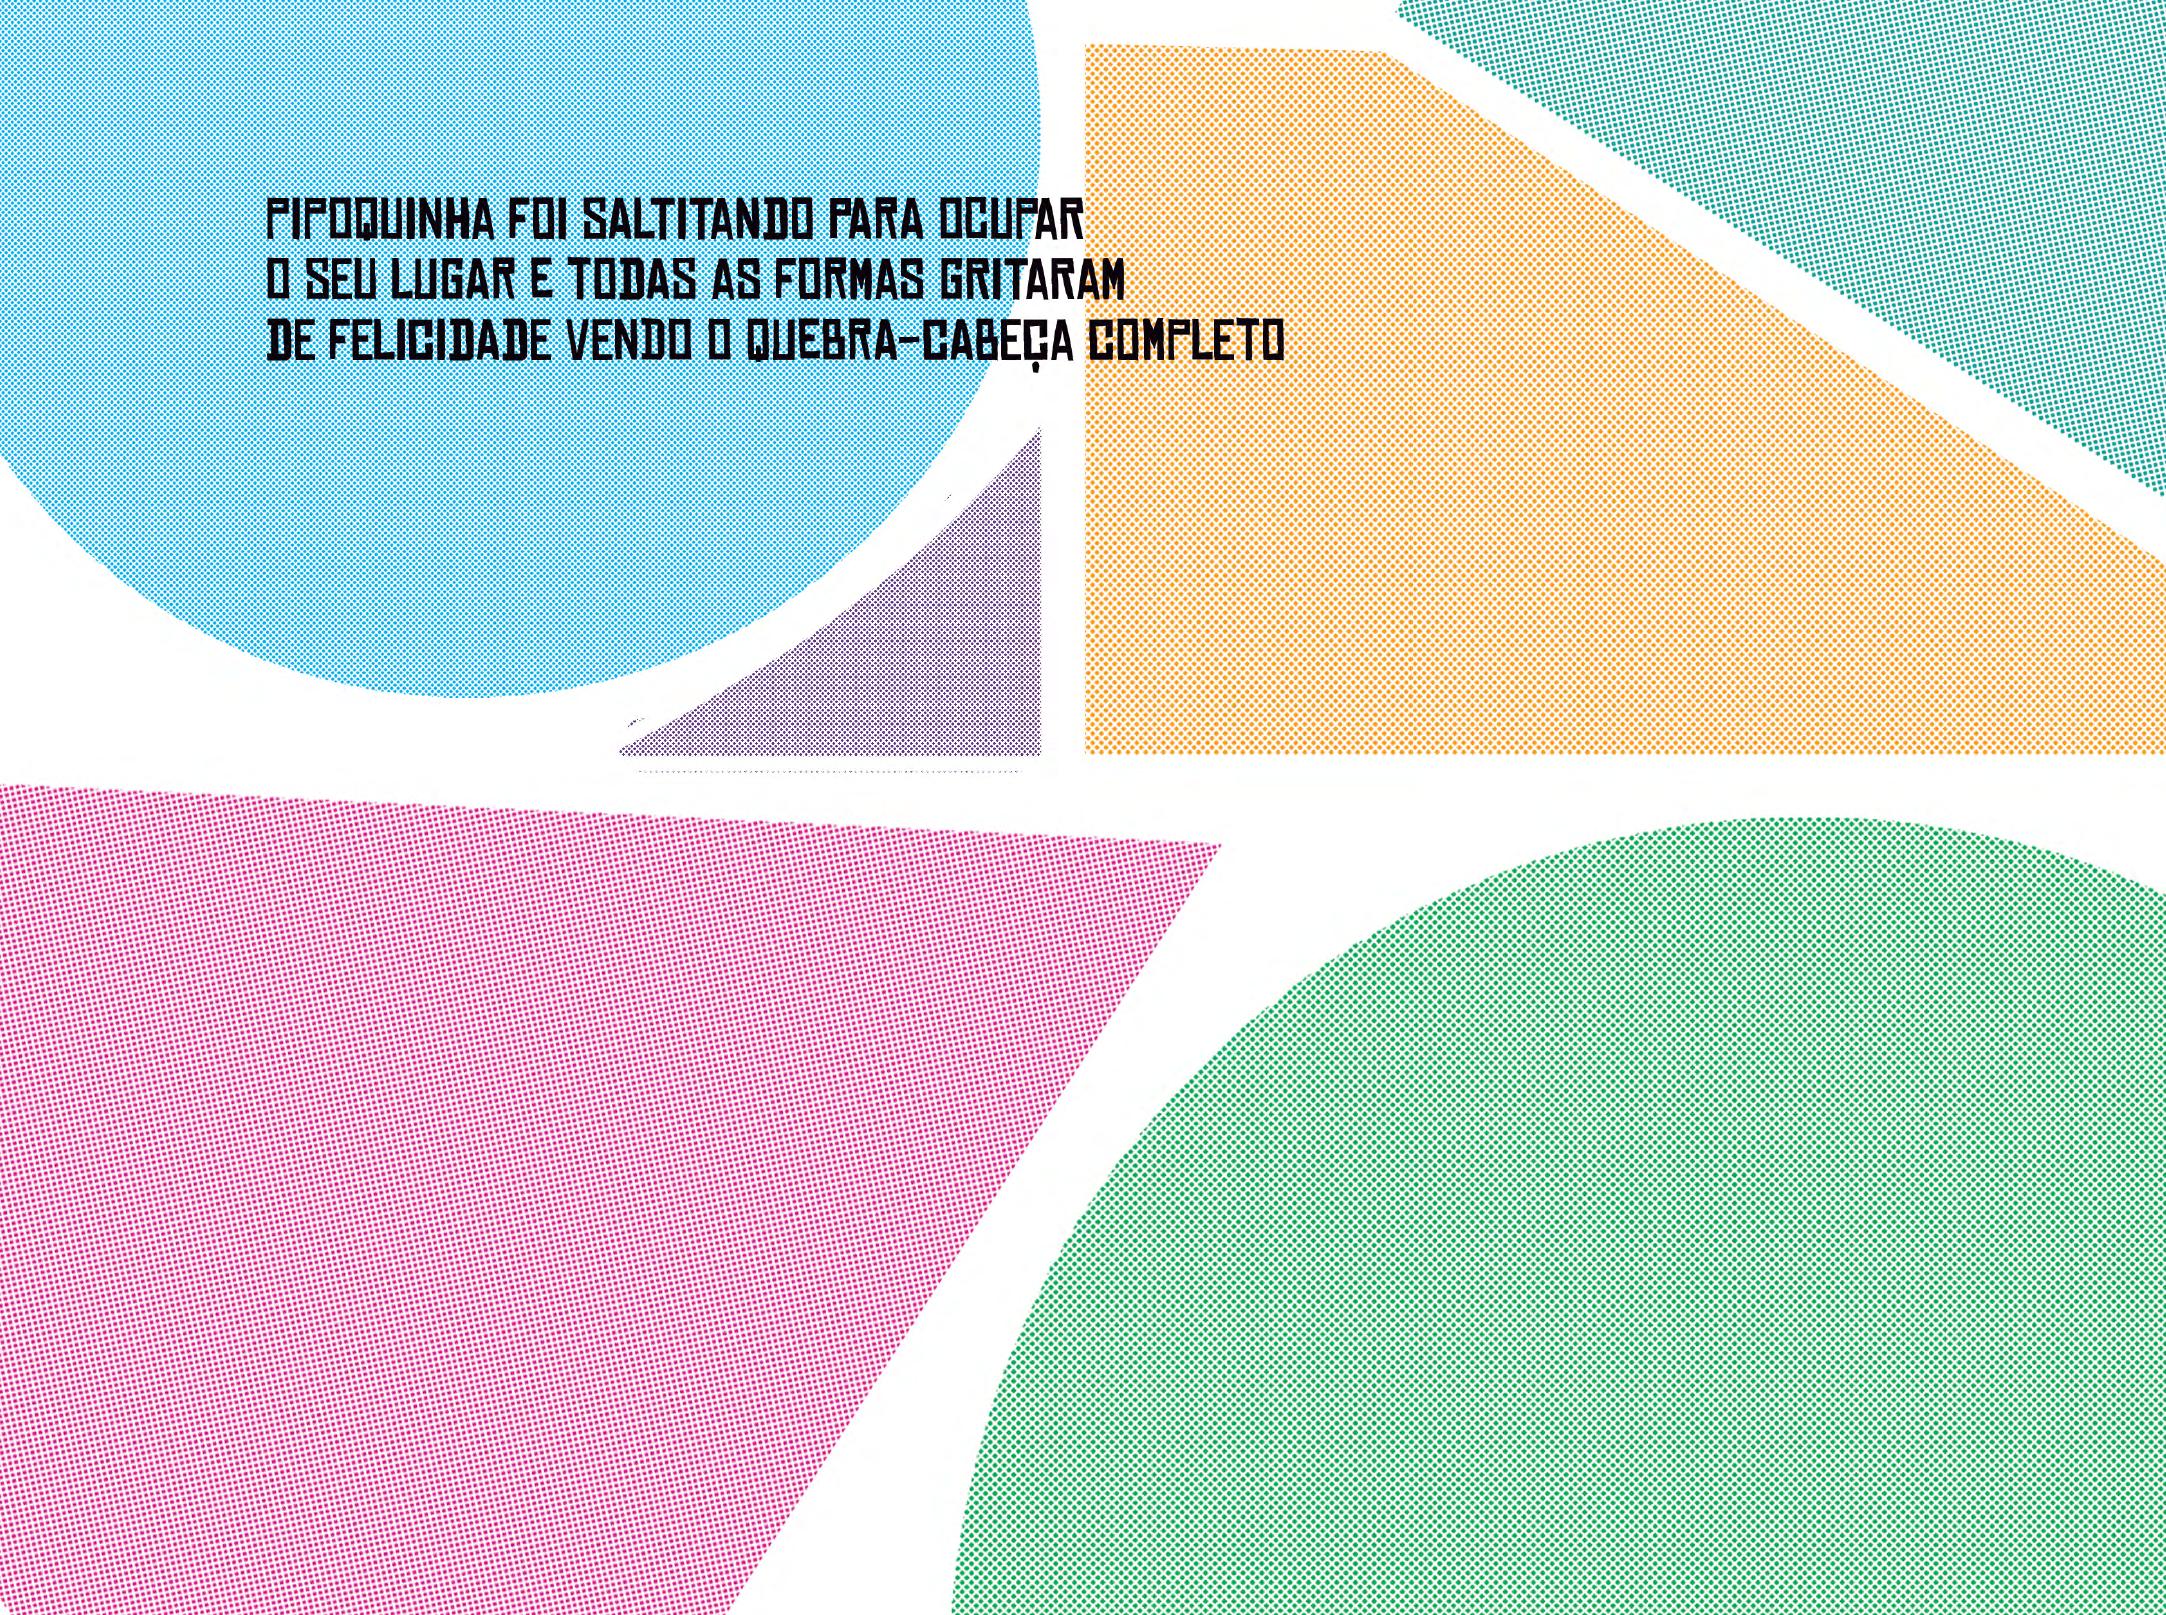 PIPOQUINHA FOI SALTITANDO PARA OCUPAR
O SEU LUGAR E TODAS AS FORMAS GRITARAM
DE FELICIDADE VENDO O QUEBRA-CABEÇA COMPLETO